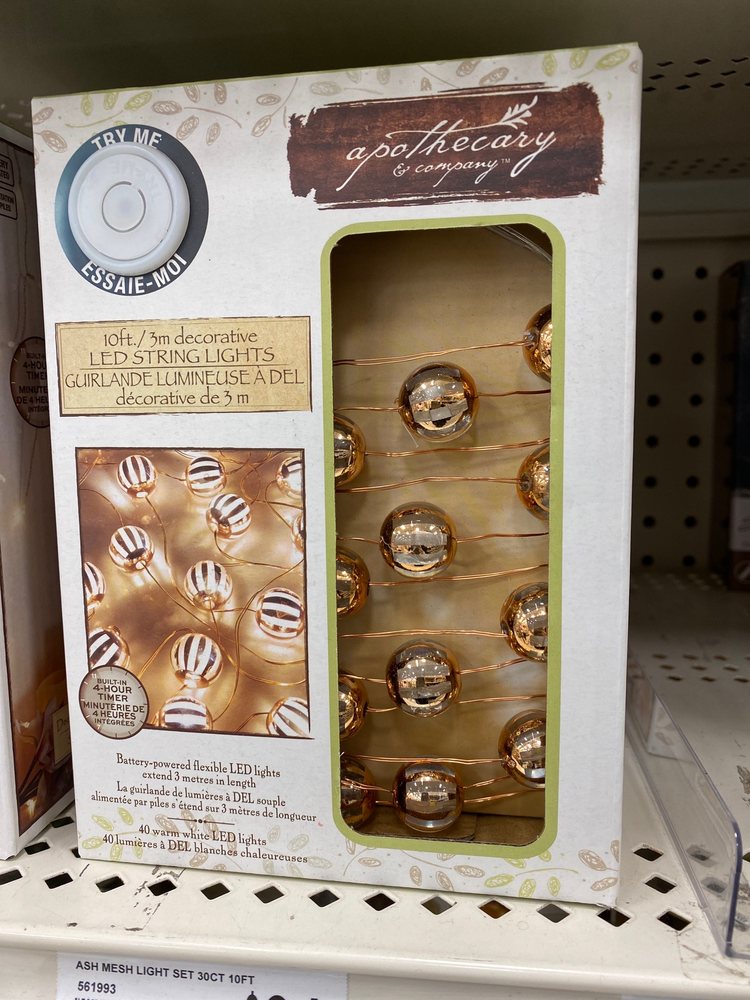 TRY ME
ESSAIE-MOI
apothecary
& company™
10ft./3m decorative
LED STRING LIGHTS
GUIRLANDE LUMINEUSE À DEL
décorative de 3 m
BUILT-IN
4-HOUR
TIMER
MINUTERIE DE
4 HEURES
INTÉGRÉES
Battery-powered flexible LED lights
extend 3 metres in length
La guirlande de lumières à DEL souple
alimentée par piles s'étend sur 3 mètres de longueur
40 warm white LED lights
40 lumières à DEL blanches chaleureuses
ASH MESH LIGHT SET 30CT 10FT
561993